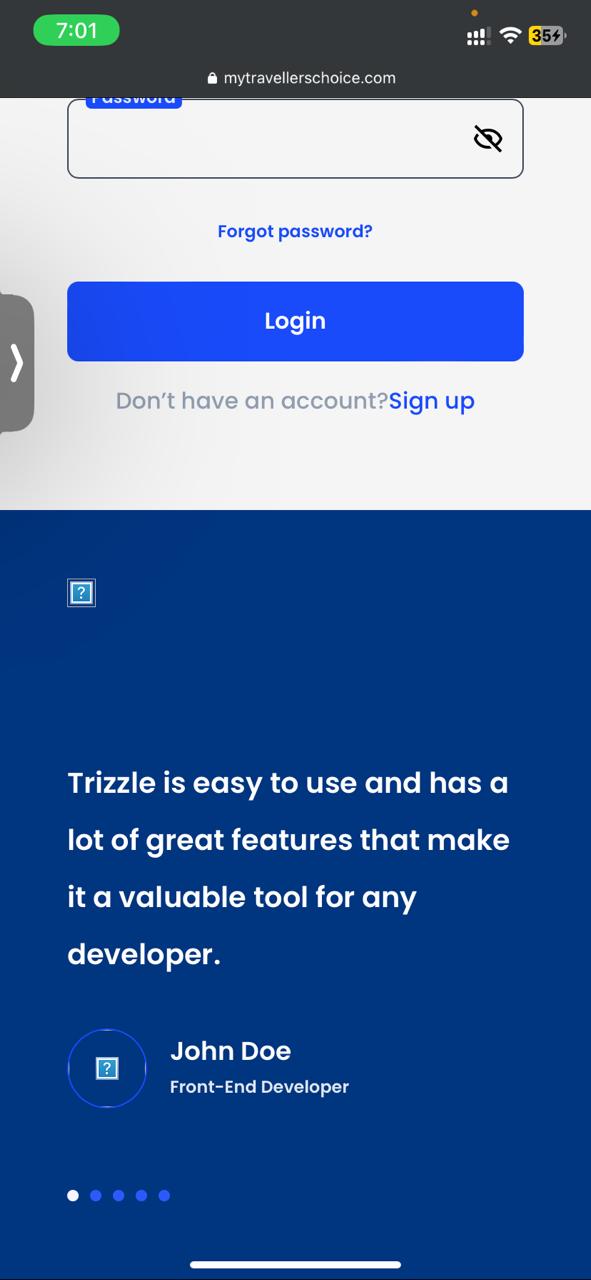 7:01
35
mytravellerschoice.com
Password
Forgot password?
Login
Don’t have an account?Sign up
?
Trizzle is easy to use and has a
lot of great features that make
it a valuable tool for any
developer.
?
John Doe
Front-End Developer